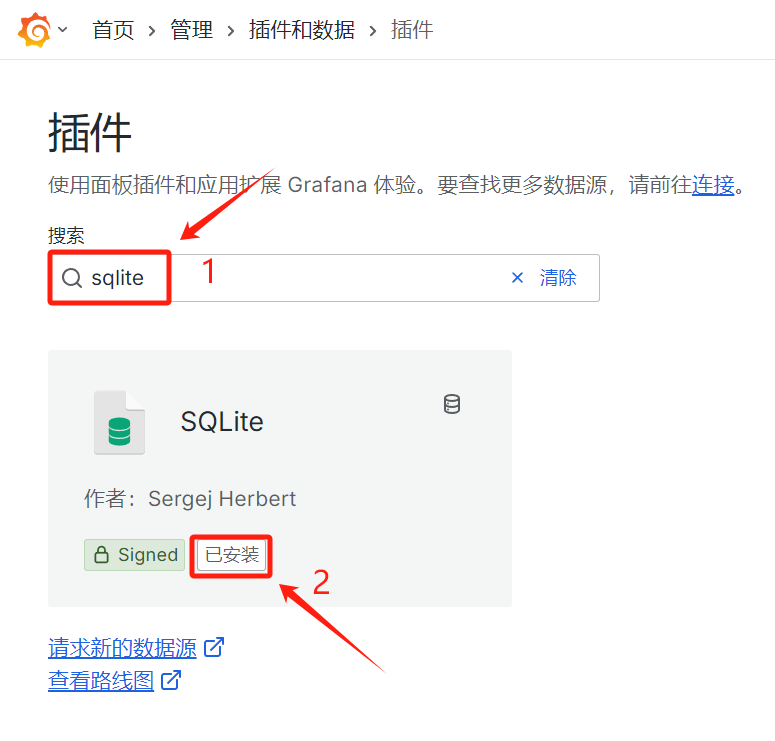 首页 › 管理 › 插件和数据 › 插件
插件
使用面板插件和应用扩展 Grafana 体验。要查找更多数据源，请前往连接。
搜索
sqlite × 清除
1
SQLite
作者：Sergej Herbert
Signed 已安装
2
请求新的数据源
查看路线图